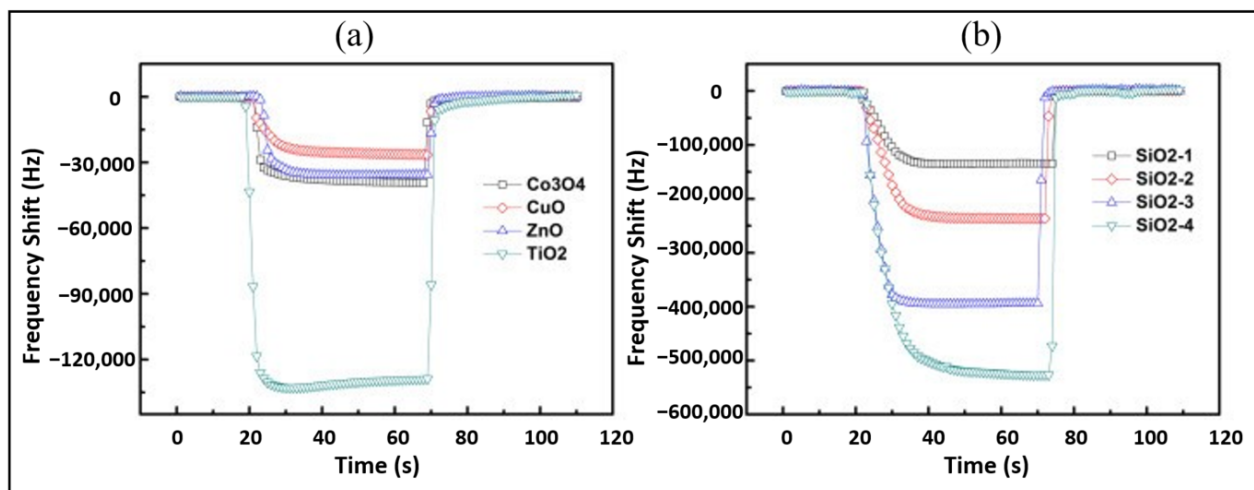 (a)
0
−30,000
−60,000
−90,000
−120,000
Frequency Shift (Hz)
Co3O4
CuO
ZnO
TiO2
0 20 40 60 80 100 120
Time (s)
(b)
0
−100,000
−200,000
−300,000
−400,000
−500,000
−600,000
Frequency Shift (Hz)
SiO2-1
SiO2-2
SiO2-3
SiO2-4
0 20 40 60 80 100 120
Time (s)